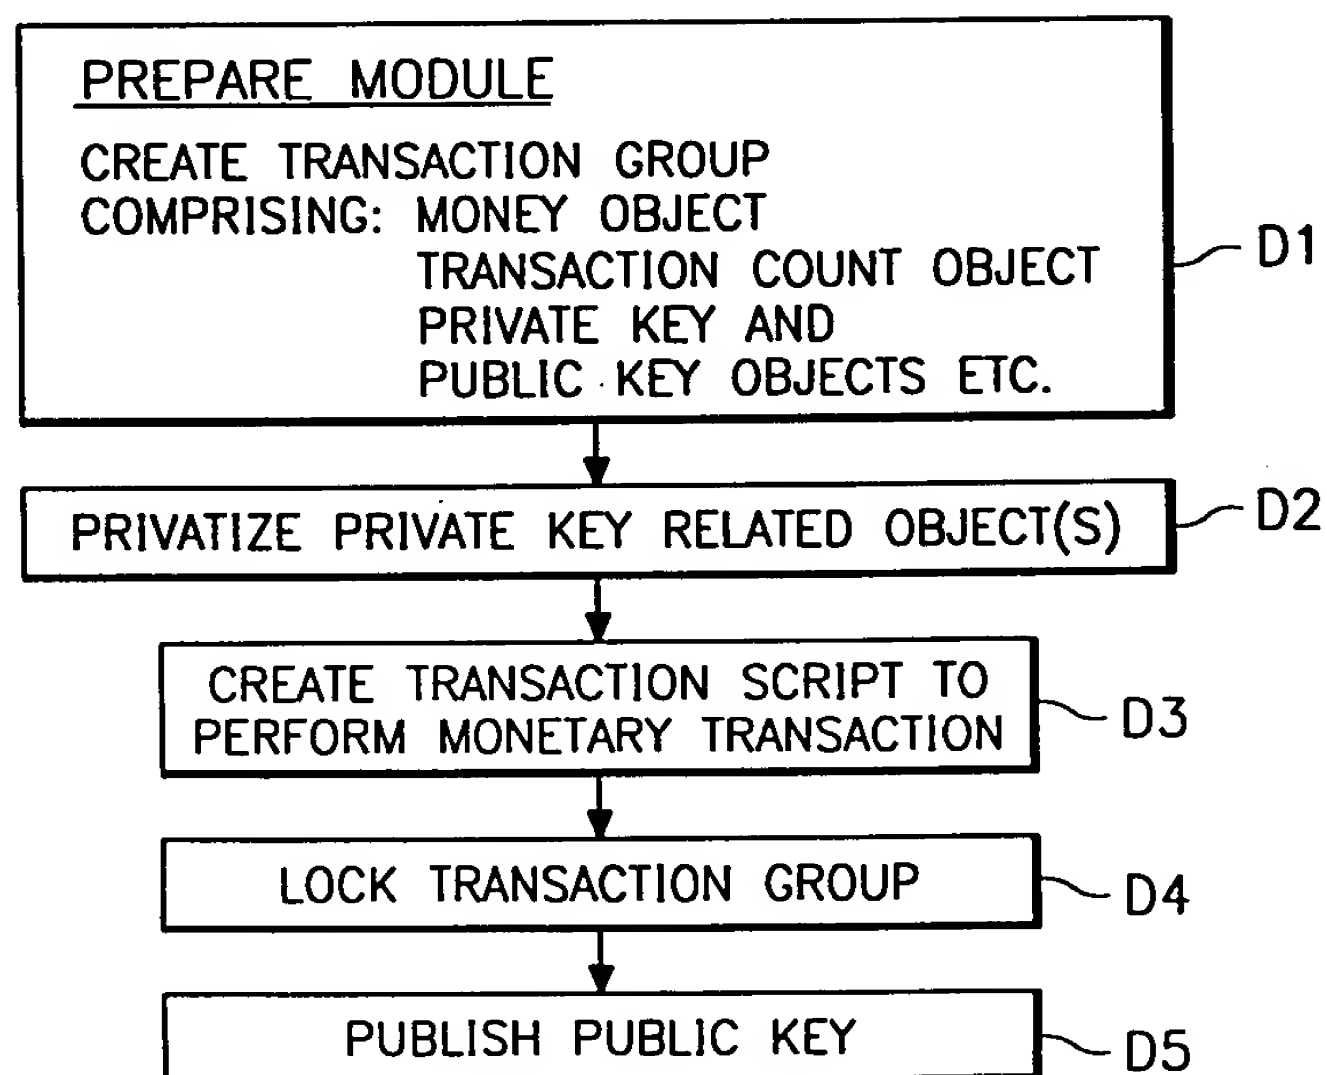 PREPARE MODULE
CREATE TRANSACTION GROUP
COMPRISING: MONEY OBJECT
TRANSACTION COUNT OBJECT
PRIVATE KEY AND
PUBLIC KEY OBJECTS ETC.
D1
PRIVATIZE PRIVATE KEY RELATED OBJECT(S)
D2
CREATE TRANSACTION SCRIPT TO
PERFORM MONETARY TRANSACTION
D3
LOCK TRANSACTION GROUP
D4
PUBLISH PUBLIC KEY
D5